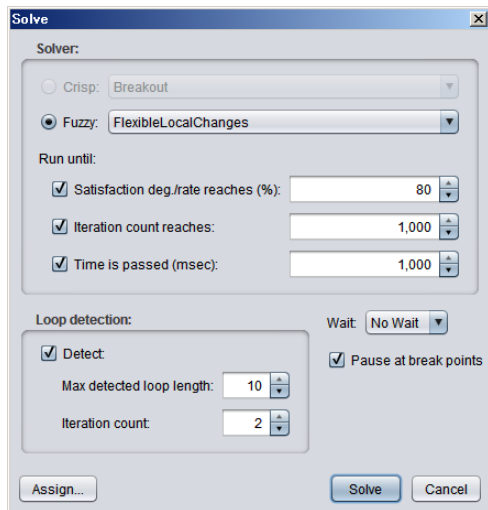 Solve
Solver:
Crisp: Breakout
Fuzzy: FlexibleLocalChanges
Run until:
Satisfaction deg./rate reaches (%): 80
Iteration count reaches: 1,000
Time is passed (msec): 1,000
Loop detection:
Detect:
Max detected loop length: 10
Iteration count: 2
Wait: No Wait
Pause at break points
Assign... Solve Cancel